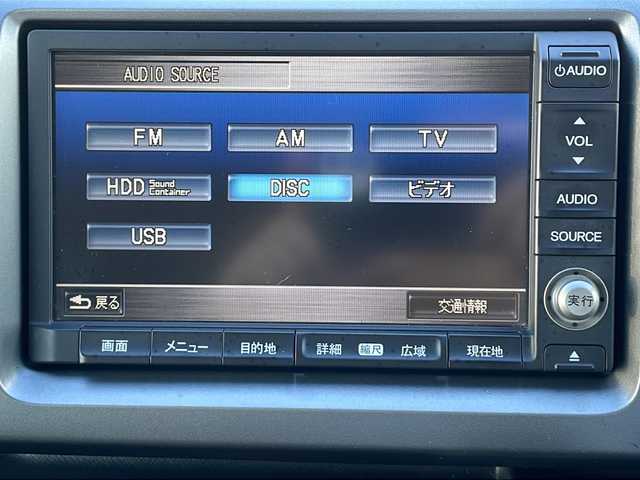 AUDIO SOURCE
FM AM TV
HDD Sound Container DISC ビデオ
USB
戻る 交通情報
AUDIO
VOL
AUDIO
SOURCE
実行
画面 メニュー 目的地 詳細 縮尺 広域 現在地